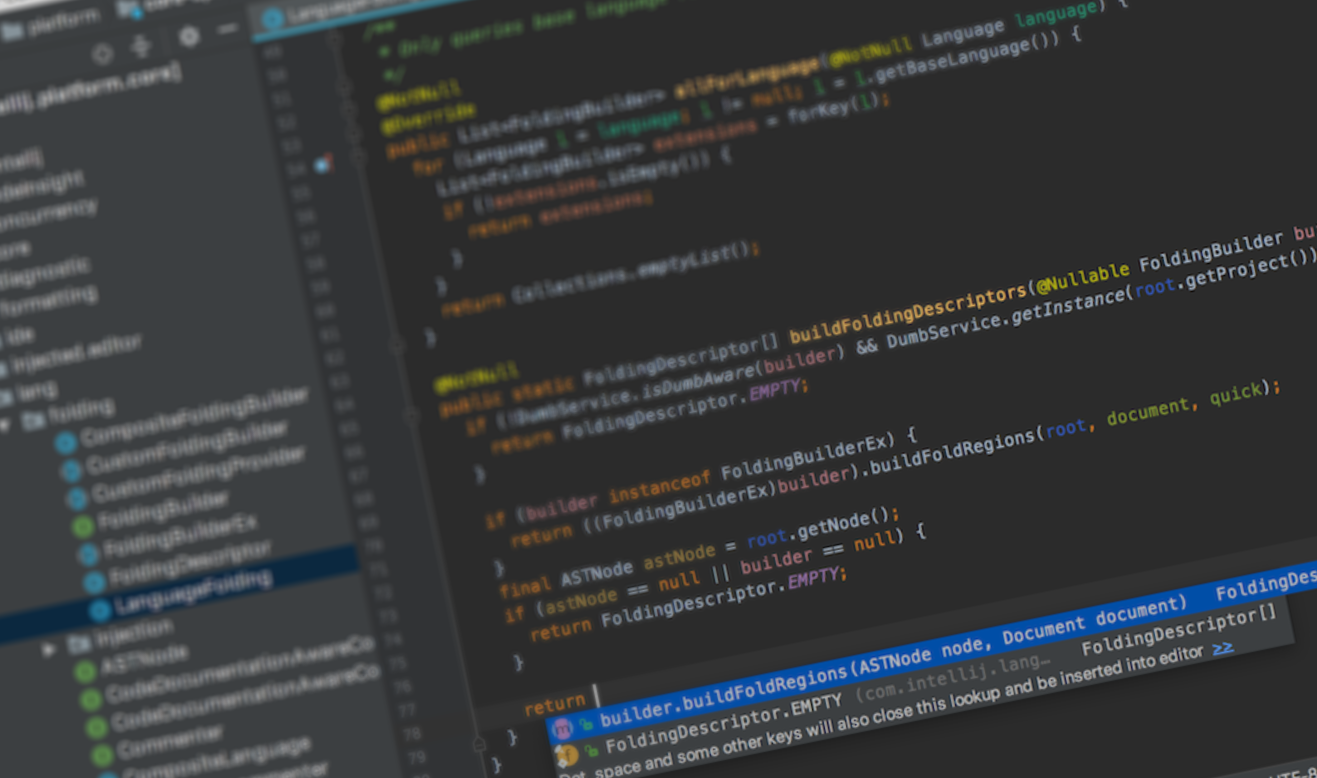 platform
intellij.platform.core]
codeInsight
concurrency
core
diagnostic
formatting
ide
injected.editor
lang
folding
CompositeFoldingBuilder
CustomFoldingBuilder
CustomFoldingProvider
FoldingBuilder
FoldingBuilderEx
FoldingDescriptor
LanguageFolding
injection
ASTNode
CodeDocumentationAwareCo
CodeDocumentationAwareCo
Commenter
CompositeLanguage
/**
* Only queries base language
*/
@NotNull
@Override
public List<FoldingBuilder> allForLanguage(@NotNull Language language) {
for (Language l = language; l != null; l = l.getBaseLanguage()) {
List<FoldingBuilder> extensions = forKey(l);
if (!extensions.isEmpty()) {
return extensions;
}
}
return Collections.emptyList();
}
@NotNull
public static FoldingDescriptor[] buildFoldingDescriptors(@Nullable FoldingBuilder bu
if (!DumbService.isDumbAware(builder) && DumbService.getInstance(root.getProject())
return FoldingDescriptor.EMPTY;
}
if (builder instanceof FoldingBuilderEx) {
return ((FoldingBuilderEx)builder).buildFoldRegions(root, document, quick);
}
final ASTNode astNode = root.getNode();
if (astNode == null || builder == null) {
return FoldingDescriptor.EMPTY;
}
return
m builder.buildFoldRegions(ASTNode node, Document document) FoldingDes
f FoldingDescriptor.EMPTY (com.intellij.lang… FoldingDescriptor[]
Dot, space and some other keys will also close this lookup and be inserted into editor >>
}
}